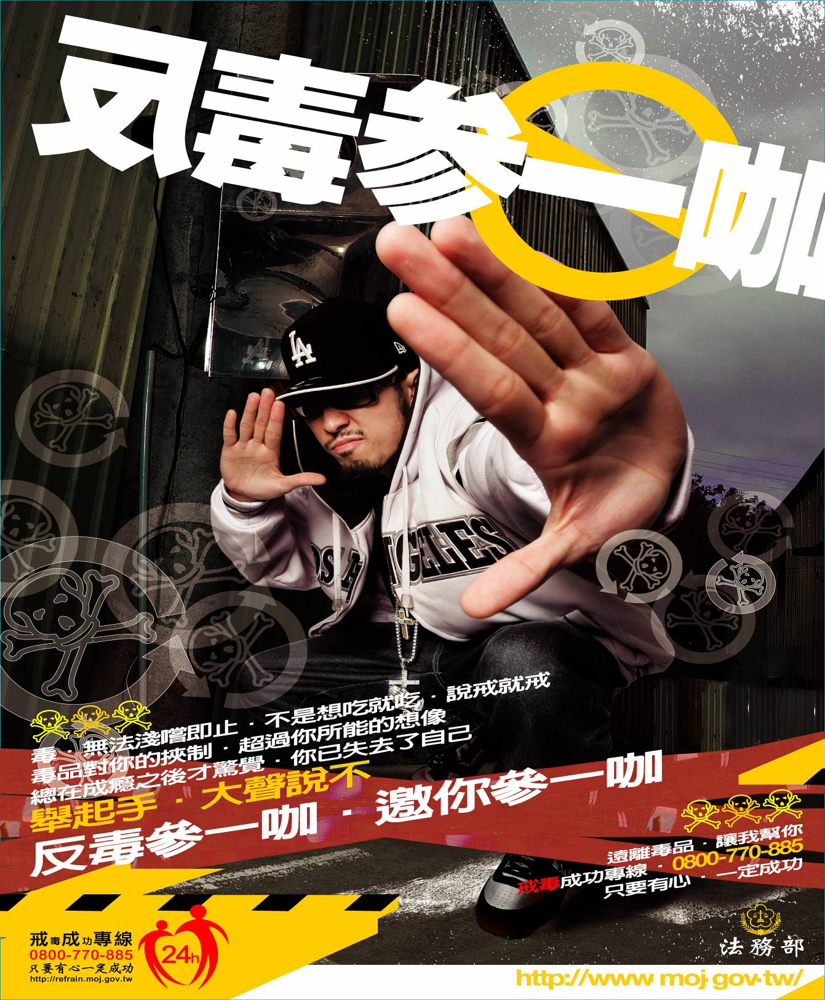 反毒參一咖
LA
OS A
NGELES
毒．無法淺嚐即止．不是想吃就吃．說戒就戒
毒品對你的挾制．超過你所能的想像
總在成癮之後才驚覺．你已失去了自己
舉起手．大聲說不
反毒參一咖．邀你參一咖
遠離毒品．讓我幫你
戒毒成功專線．0800-770-885
只要有心．一定成功
戒毒成功專線
0800-770-885
只要有心一定成功
http://refrain.moj.gov.tw
24h
法務部
http://www.moj.gov.tw/